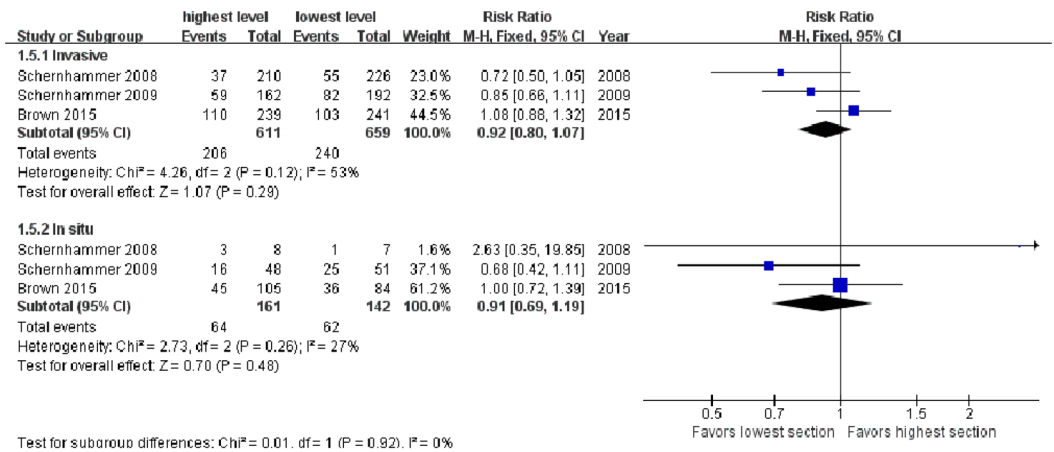 highest level lowest level Risk Ratio Risk Ratio
Study or Subgroup Events Total Events Total Weight M-H, Fixed, 95% CI Year M-H, Fixed, 95% CI
1.5.1 Invasive
Schernhammer 2008 37 210 55 226 23.0% 0.72 [0.50, 1.05] 2008
Schernhammer 2009 59 162 82 192 32.5% 0.85 [0.66, 1.11] 2009
Brown 2015 110 239 103 241 44.5% 1.08 [0.88, 1.32] 2015
Subtotal (95% CI) 611 659 100.0% 0.92 [0.80, 1.07]
Total events 206 240
Heterogeneity: Chi² = 4.26, df = 2 (P = 0.12); I² = 53%
Test for overall effect: Z = 1.07 (P = 0.29)
1.5.2 In situ
Schernhammer 2008 3 8 1 7 1.6% 2.63 [0.35, 19.85] 2008
Schernhammer 2009 16 48 25 51 37.1% 0.68 [0.42, 1.11] 2009
Brown 2015 45 105 36 84 61.2% 1.00 [0.72, 1.39] 2015
Subtotal (95% CI) 161 142 100.0% 0.91 [0.69, 1.19]
Total events 64 62
Heterogeneity: Chi² = 2.73, df = 2 (P = 0.26); I² = 27%
Test for overall effect: Z = 0.70 (P = 0.48)
0.5 0.7 1 1.5 2
Favors lowest section Favors highest section
Test for subgroup differences: Chi² = 0.01, df = 1 (P = 0.92), I² = 0%